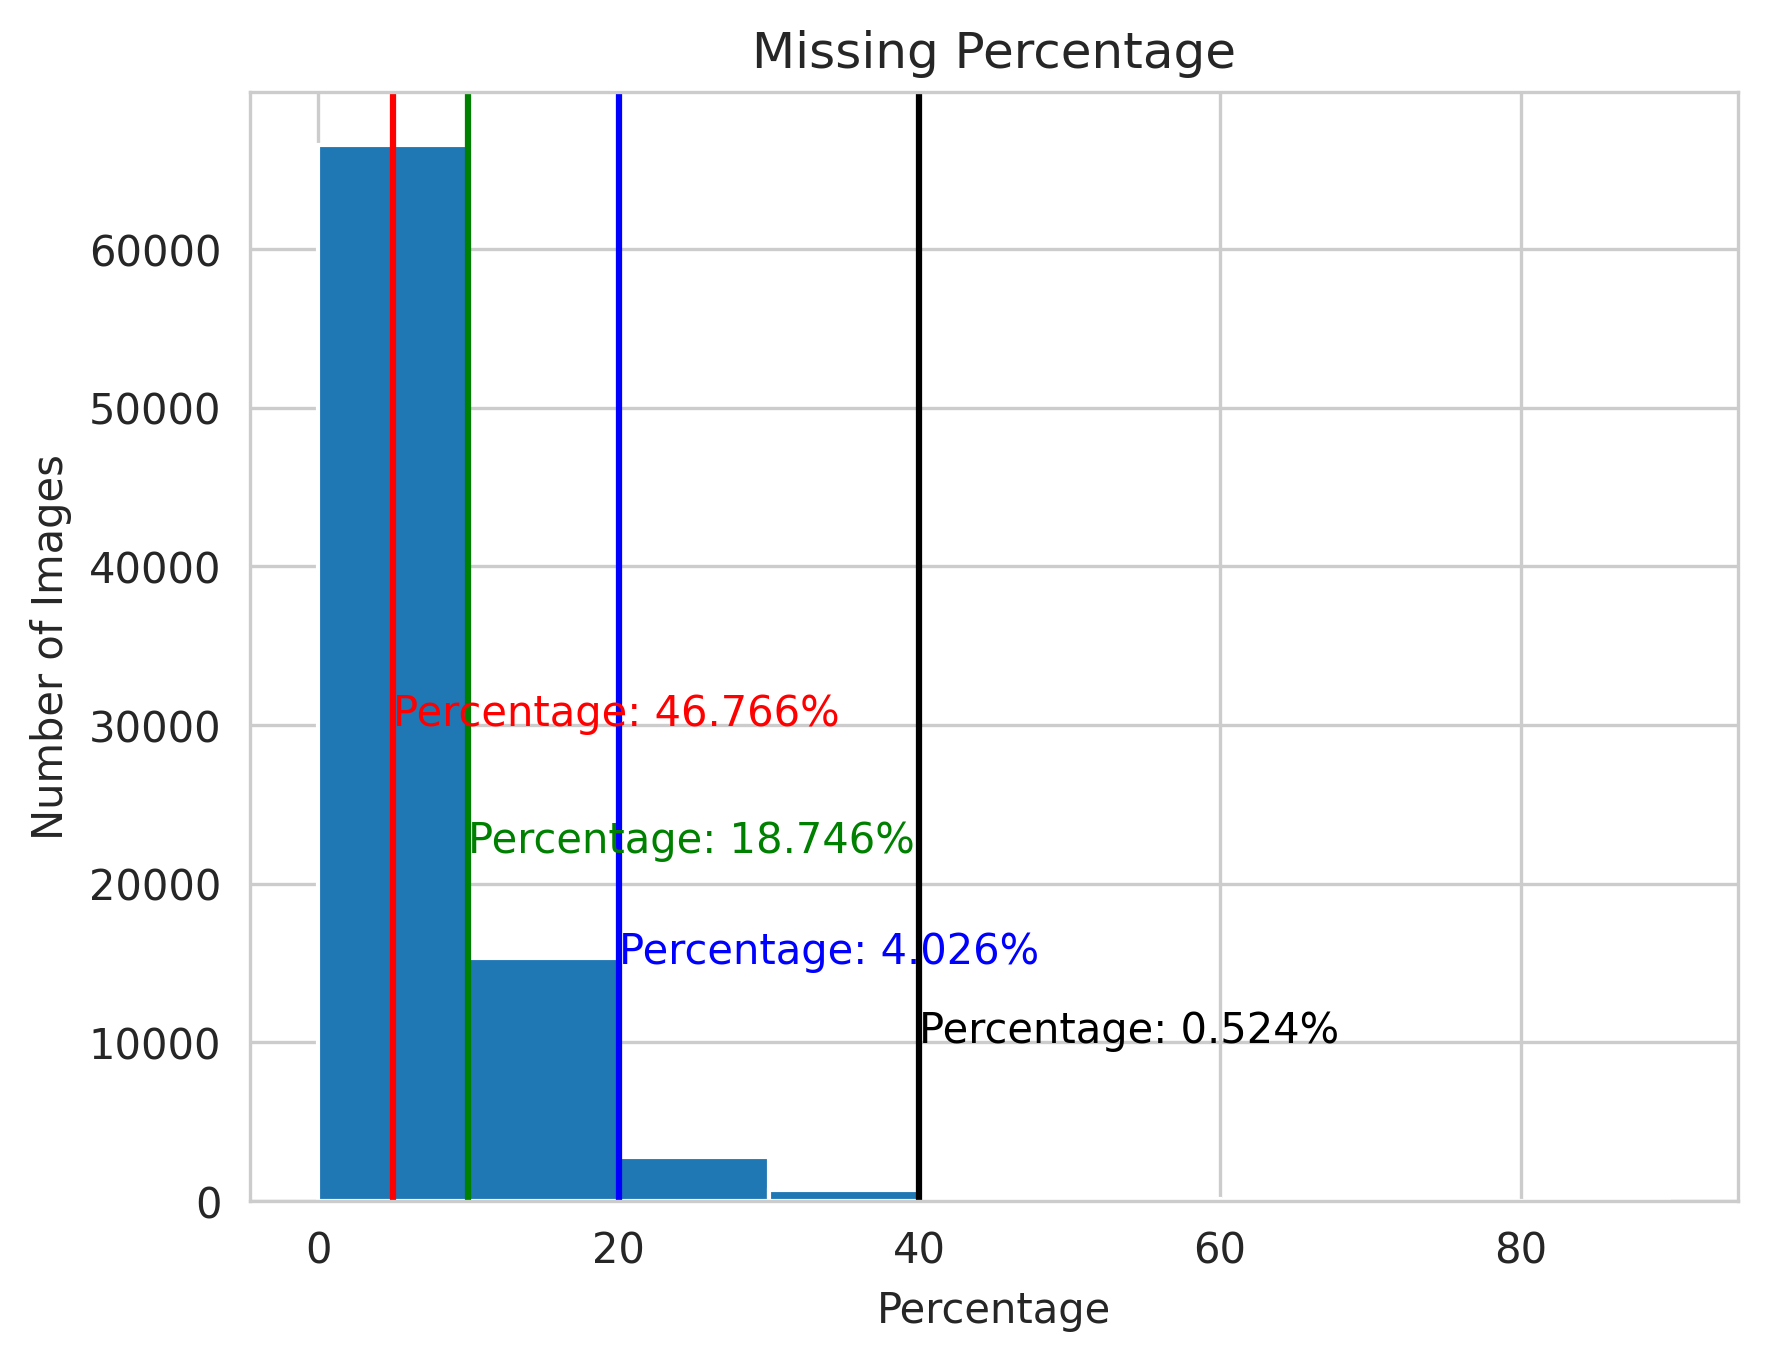 Missing Percentage
Number of Images
60000
50000
40000
30000
20000
10000
0
Percentage: 46.766%
Percentage: 18.746%
Percentage: 4.026%
Percentage: 0.524%
0 20 40 60 80
Percentage